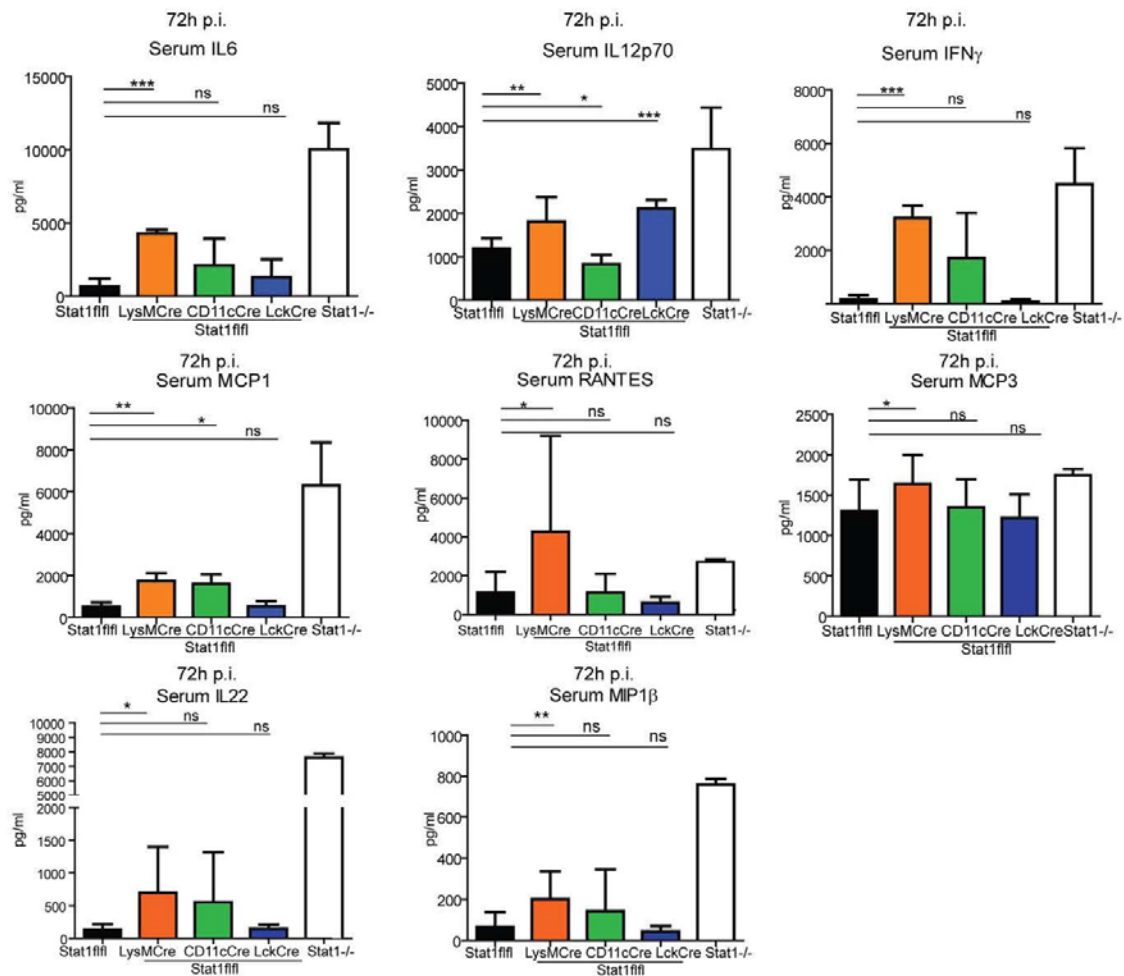 72h p.i.
Serum IL6
***
ns
ns
15000
10000
5000
0
pg/ml
Stat1flfl LysMCre CD11cCre LckCre Stat1-/-
Stat1flfl
72h p.i.
Serum IL12p70
**
*
***
5000
4000
3000
2000
1000
0
pg/ml
Stat1flfl LysMCre CD11cCre LckCre Stat1-/-
Stat1flfl
72h p.i.
Serum IFNγ
***
ns
ns
8000
6000
4000
2000
pg/ml
Stat1flfl LysMCre CD11cCre LckCre Stat1-/-
Stat1flfl
72h p.i.
Serum MCP1
**
*
ns
10000
8000
6000
4000
2000
0
pg/ml
Stat1flfl LysMCre CD11cCre LckCre Stat1-/-
Stat1flfl
72h p.i.
Serum RANTES
*
ns
ns
10000
8000
6000
4000
2000
0
pg/ml
Stat1flfl LysMCre CD11cCre LckCre Stat1-/-
Stat1flfl
72h p.i.
Serum MCP3
*
ns
ns
2500
2000
1500
1000
500
0
pg/ml
Stat1flfl LysMCre CD11cCre LckCreStat1-/-
Stat1flfl
72h p.i.
Serum IL22
*
ns
ns
10000
9000
8000
7000
6000
5000
2000
1500
1000
500
0
pg/ml
Stat1flfl LysMCre CD11cCre LckCre Stat1-/-
Stat1flfl
72h p.i.
Serum MIP1β
**
ns
ns
1000
800
600
400
200
0
pg/ml
Stat1flfl LysMCre CD11cCre LckCre Stat1-/-
Stat1flfl